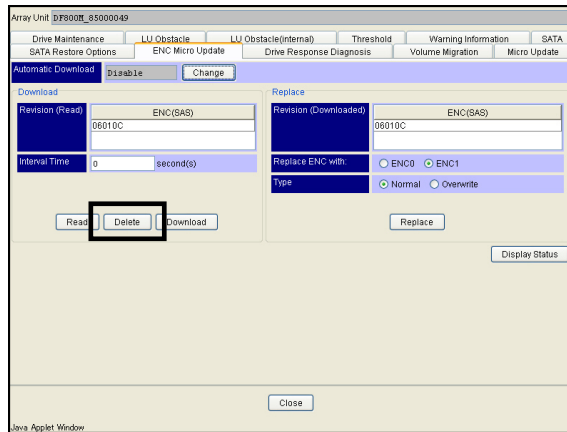 Array Unit DF800M_85000049
Drive Maintenance LU Obstacle LU Obstacle(internal) Threshold Warning Information SATA
SATA Restore Options ENC Micro Update Drive Response Diagnosis Volume Migration Micro Update
Automatic Download Disable Change
Download Replace
Revision (Read) ENC(SAS) Revision (Downloaded) ENC(SAS)
06010C 06010C
Interval Time 0 second(s) Replace ENC with: ENC0 ENC1
Type Normal Overwrite
Read Delete Download Replace
Display Status
Close
Java Applet Window